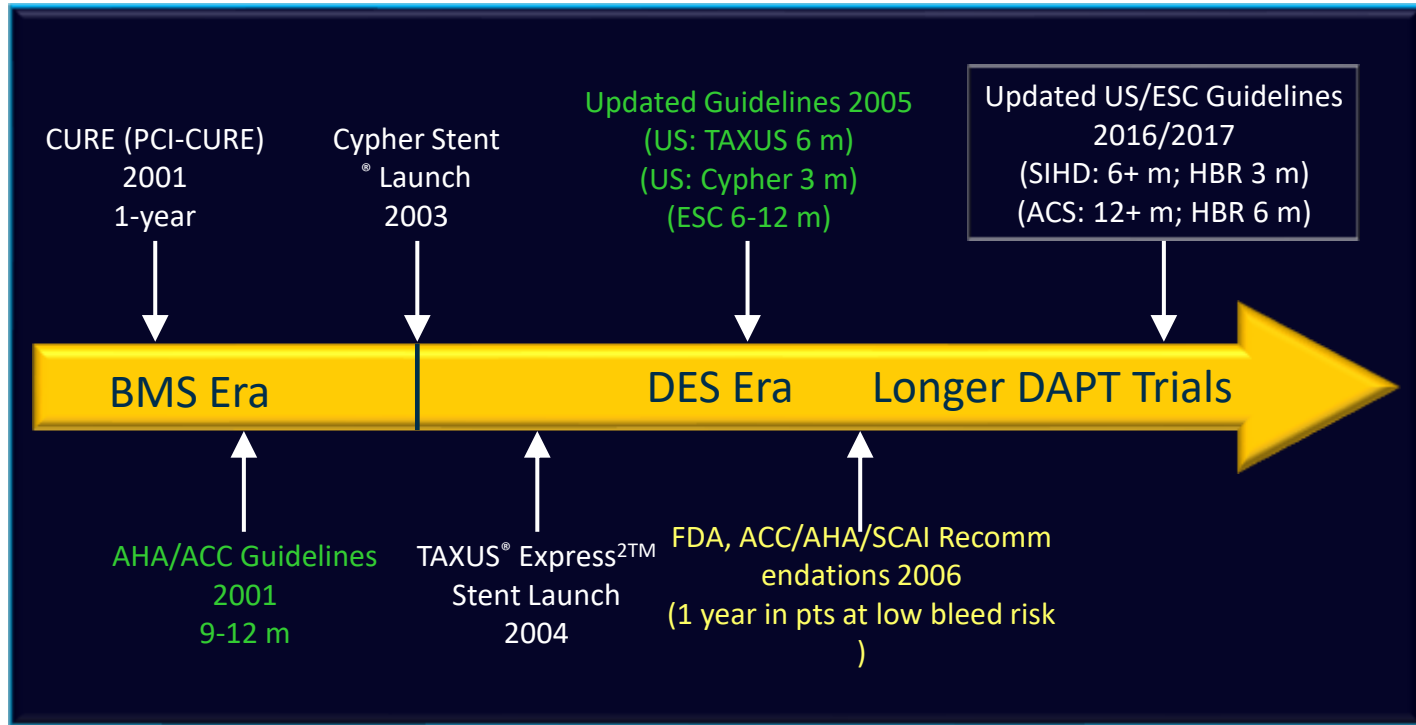 CURE (PCI-CURE)
2001
1-year
Cypher Stent
® Launch
2003
Updated Guidelines 2005
(US: TAXUS 6 m)
(US: Cypher 3 m)
(ESC 6-12 m)
Updated US/ESC Guidelines
2016/2017
(SIHD: 6+ m; HBR 3 m)
(ACS: 12+ m; HBR 6 m)
BMS Era
DES Era
Longer DAPT Trials
AHA/ACC Guidelines
2001
9-12 m
TAXUS® Express2TM
Stent Launch
2004
FDA, ACC/AHA/SCAI Recomm
endations 2006
(1 year in pts at low bleed risk
)